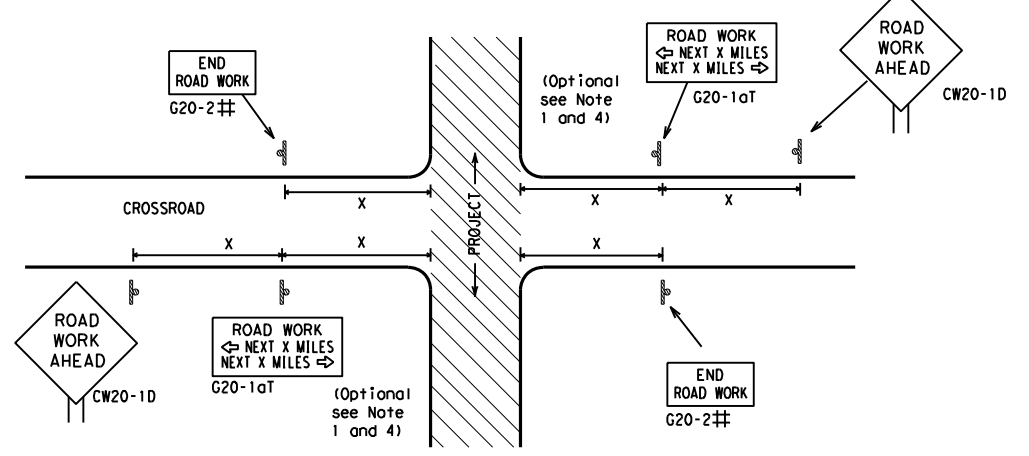 END
ROAD WORK
G20-2#
(Optional
see Note
1 and 4)
ROAD WORK
⇦ NEXT X MILES
NEXT X MILES ⇨
G20-1aT
ROAD
WORK
AHEAD
CW20-1D
CROSSROAD
X
X
X
PROJECT
X
X
X
ROAD
WORK
AHEAD
CW20-1D
ROAD WORK
⇦ NEXT X MILES
NEXT X MILES ⇨
G20-1aT
(Optional
see Note
1 and 4)
END
ROAD WORK
G20-2#